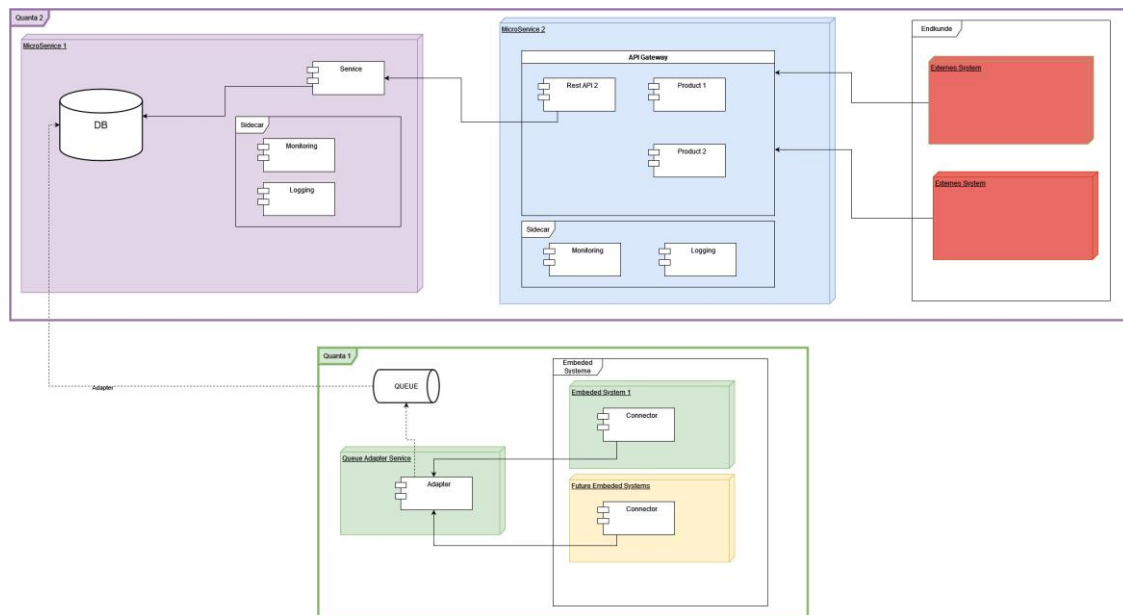 Quanta 2
MicroService 1
Service
DB
Sidecar
Monitoring
Logging
MicroService 2
API Gateway
Rest API 2
Product 1
Product 2
Sidecar
Monitoring
Logging
Endkunde
Externes System
Externes System
Adapter
Quanta 1
QUEUE
Queue Adapter Service
Adapter
Embeded
Systeme
Embeded System 1
Connector
Future Embeded Systems
Connector